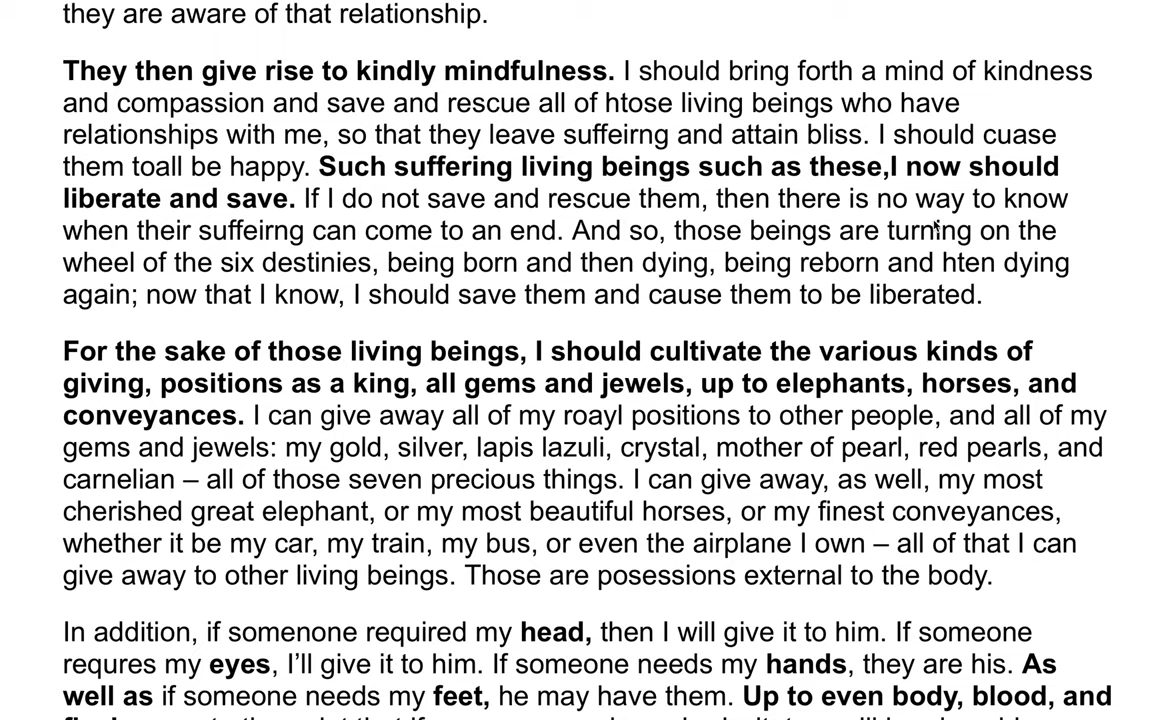 they are aware of that relationship.
They then give rise to kindly mindfulness. I should bring forth a mind of kindness
and compassion and save and rescue all of htose living beings who have
relationships with me, so that they leave suffeirng and attain bliss. I should cuase
them toall be happy. Such suffering living beings such as these,I now should
liberate and save. If I do not save and rescue them, then there is no way to know
when their suffeirng can come to an end. And so, those beings are turning on the
wheel of the six destinies, being born and then dying, being reborn and hten dying
again; now that I know, I should save them and cause them to be liberated.
For the sake of those living beings, I should cultivate the various kinds of
giving, positions as a king, all gems and jewels, up to elephants, horses, and
conveyances. I can give away all of my roayl positions to other people, and all of my
gems and jewels: my gold, silver, lapis lazuli, crystal, mother of pearl, red pearls, and
carnelian – all of those seven precious things. I can give away, as well, my most
cherished great elephant, or my most beautiful horses, or my finest conveyances,
whether it be my car, my train, my bus, or even the airplane I own – all of that I can
give away to other living beings. Those are posessions external to the body.
In addition, if somenone required my head, then I will give it to him. If someone
requres my eyes, I’ll give it to him. If someone needs my hands, they are his. As
well as if someone needs my feet, he may have them. Up to even body, blood, and